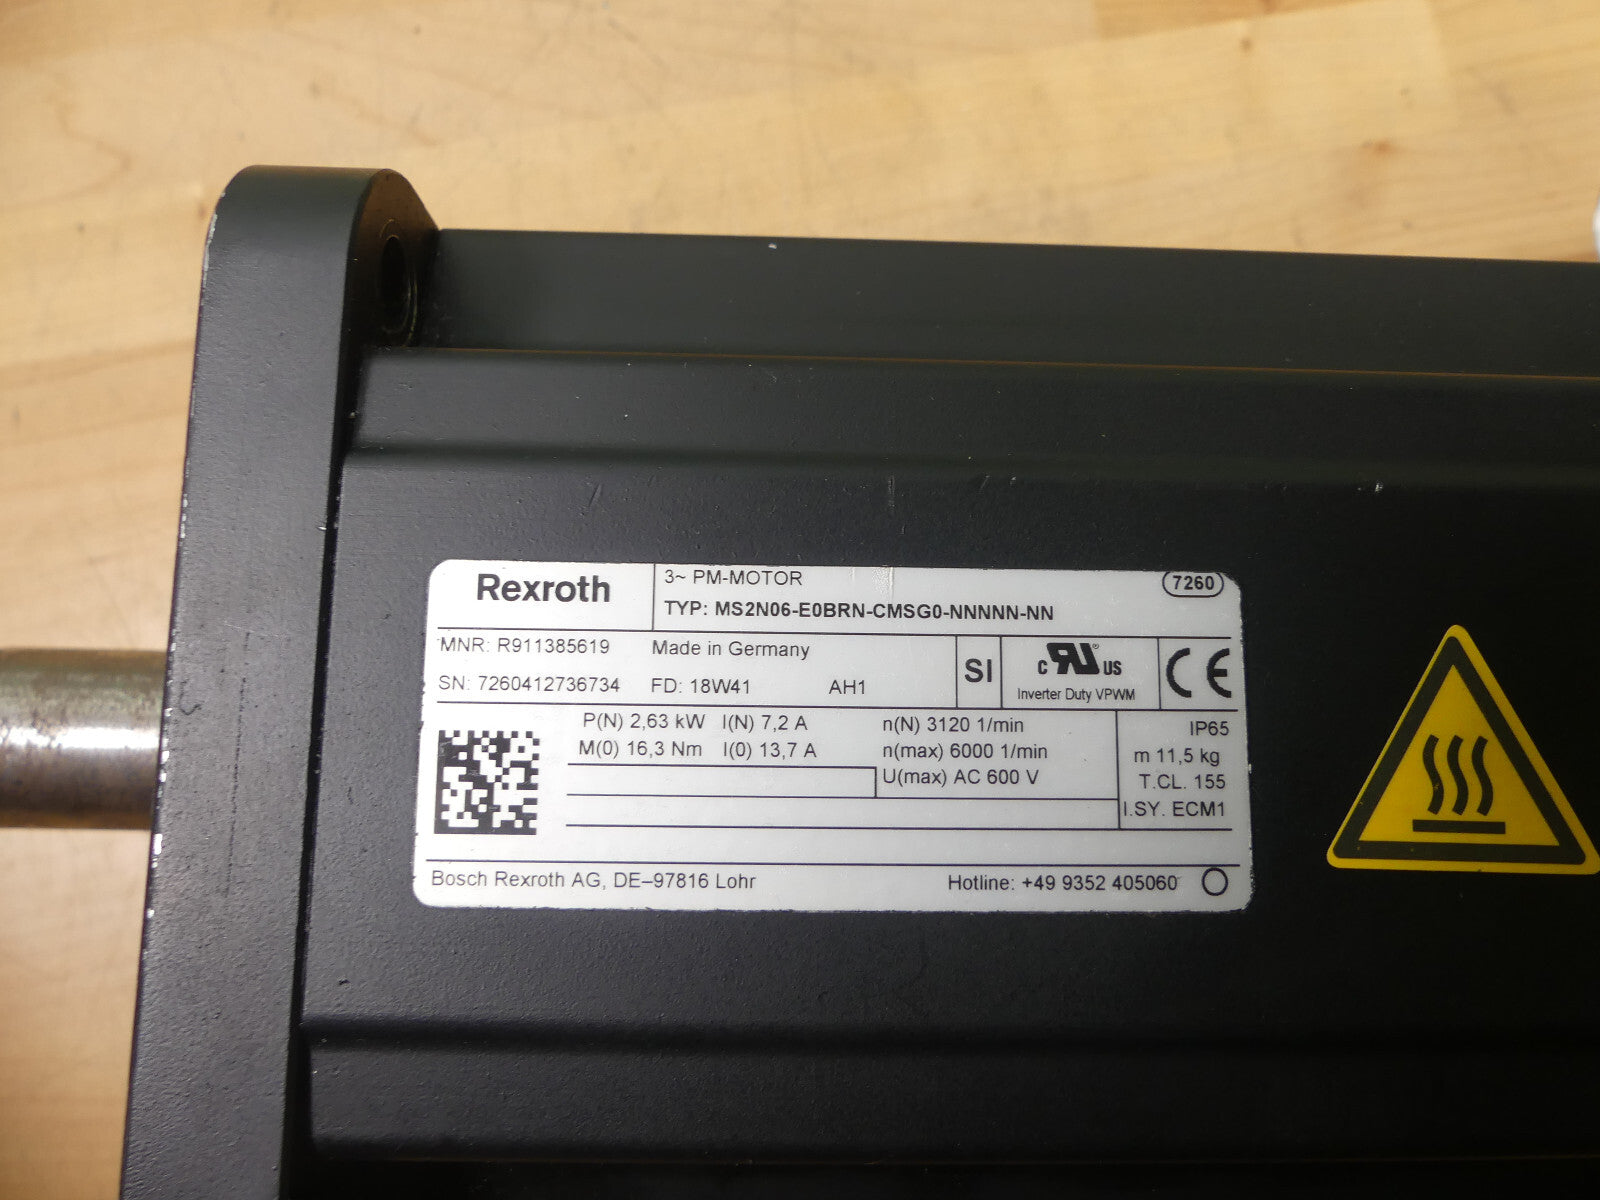 Rexroth
3~ PM-MOTOR
7260
TYP: MS2N06-E0BRN-CMSG0-NNNNN-NN
MNR: R911385619 Made in Germany
SN: 7260412736734 FD: 18W41 AH1
SI
c RU® US
Inverter Duty VPWM
CE
P(N) 2,63 kW I(N) 7,2 A n(N) 3120 1/min IP65
M(0) 16,3 Nm I(0) 13,7 A n(max) 6000 1/min m 11,5 kg
U(max) AC 600 V T.CL. 155
I.SY. ECM1
Bosch Rexroth AG, DE–97816 Lohr Hotline: +49 9352 405060